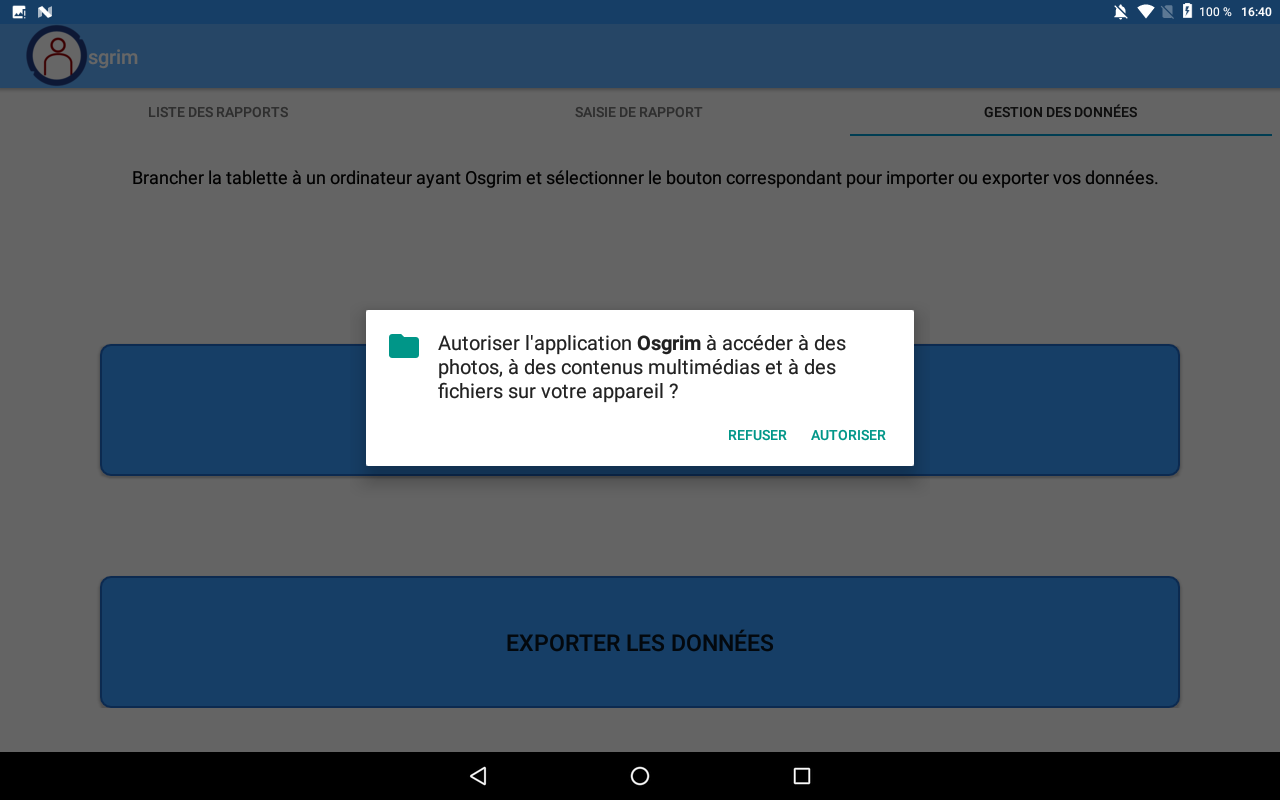 100 % 16:40
sgrim
LISTE DES RAPPORTS SAISIE DE RAPPORT GESTION DES DONNÉES
Brancher la tablette à un ordinateur ayant Osgrim et sélectionner le bouton correspondant pour importer ou exporter vos données.
Autoriser l'application Osgrim à accéder à des
photos, à des contenus multimédias et à des
fichiers sur votre appareil ?
REFUSER AUTORISER
EXPORTER LES DONNÉES